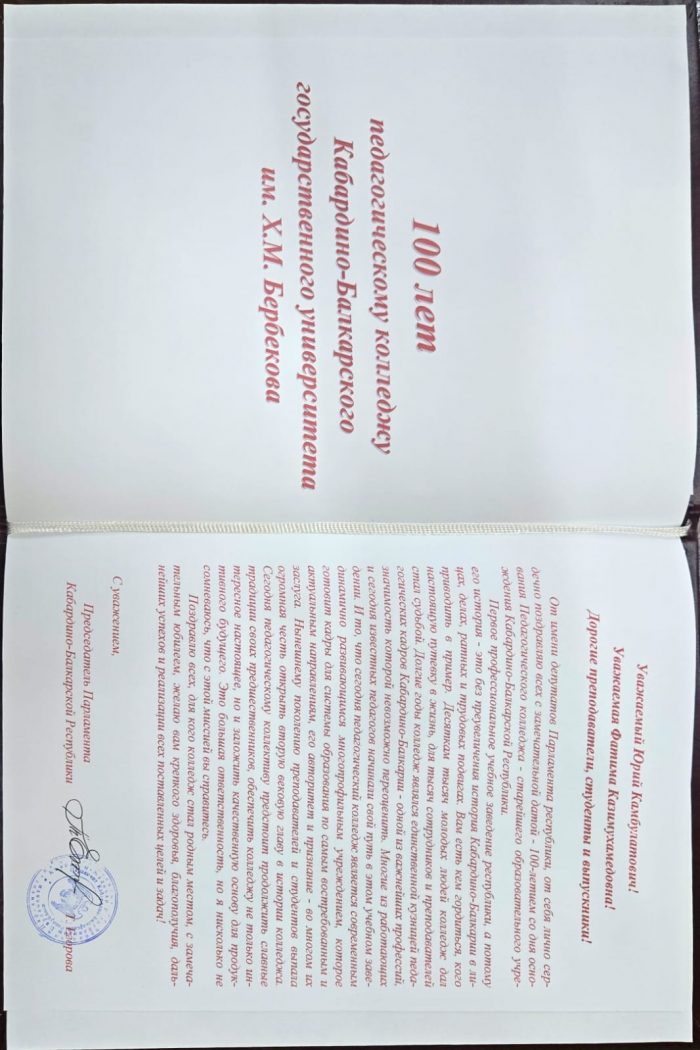 100 лет
педагогическому колледжу
Кабардино-Балкарского
государственного университета
им. Х.М. Бербекова
Уважаемый Юрий Камбулатович!
Уважаемая Фатима Казимухамедовна!
Дорогие преподаватели, студенты и выпускники!
От имени депутатов Парламента республики, от себя лично сер-
дечно поздравляю всех с замечательной датой - 100-летием со дня осно-
вания Педагогического колледжа - старейшего образовательного учре-
ждения Кабардино-Балкарской Республики.
Первое профессиональное учебное заведение республики, а потому
его история - это без преувеличения история Кабардино-Балкарии в ли-
цах, делах, ратных и трудовых подвигах. Вам есть кем гордиться, кого
приводить в пример. Десяткам тысяч молодых людей колледж дал
настоящую путевку в жизнь, для тысяч сотрудников и преподавателей
стал судьбой. Долгие годы колледж являлся единственной кузницей педа-
гогических кадров Кабардино-Балкарии - одной из важнейших профессий,
значимость которой невозможно переоценить. Многие из работающих
и сегодня известных педагогов начинали свой путь в этом учебном заве-
дении. И то, что сегодня педагогический колледж является современным
динамично развивающимся многопрофильным учреждением, которое
готовит кадры для системы образования по самым востребованным и
актуальным направлениям, его авторитет и признание - во многом их
заслуга. Нынешнему поколению преподавателей и студентов выпала
огромная честь открыть вторую вековую главу в истории колледжа.
Сегодня педагогическому коллективу предстоит продолжить славные
традиции своих предшественников, обеспечить колледжу не только ин-
тересное настоящее, но и заложить качественную основу для продук-
тивного будущего. Это большая ответственность, но я нисколько не
сомневаюсь, что с этой миссией вы справитесь.
Поздравляю всех, для кого колледж стал родным местом, с замеча-
тельным юбилеем, желаю вам крепкого здоровья, благополучия, даль-
нейших успехов и реализации всех поставленных целей и задач!
С уважением,
Председатель Парламента
Кабардино-Балкарской Республики Т. Егорова